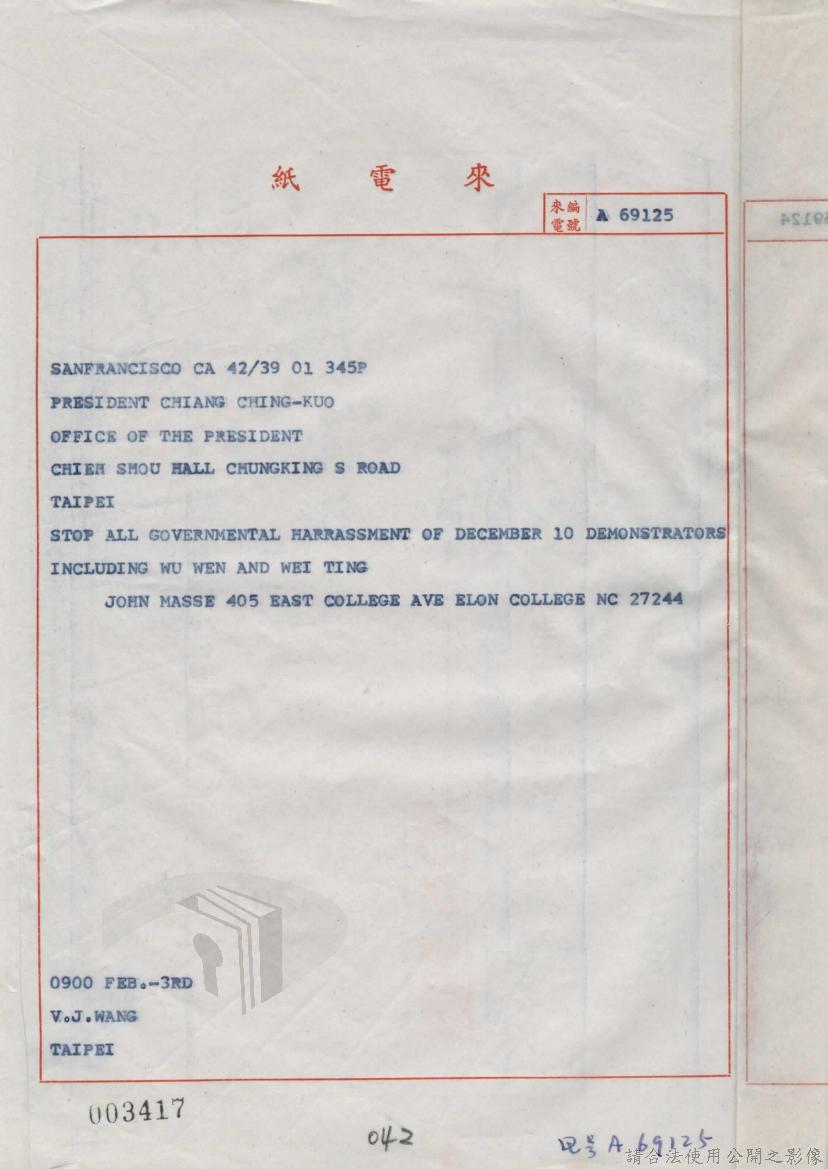 紙 電 來
來編
電號
A 69125
69124
SANFRANCISCO CA 42/39 01 345P
PRESIDENT CHIANG CHING-KUO
OFFICE OF THE PRESIDENT
CHIEH SHOU HALL CHUNGKING S ROAD
TAIPEI
STOP ALL GOVERNMENTAL HARRASSMENT OF DECEMBER 10 DEMONSTRATORS
INCLUDING WU WEN AND WEI TING
JOHN MASSE 405 EAST COLLEGE AVE ELON COLLEGE NC 27244
0900 FEB.-3RD
V.J.WANG
TAIPEI
003417
042
电号 A 69125
請合法使用公開之影像